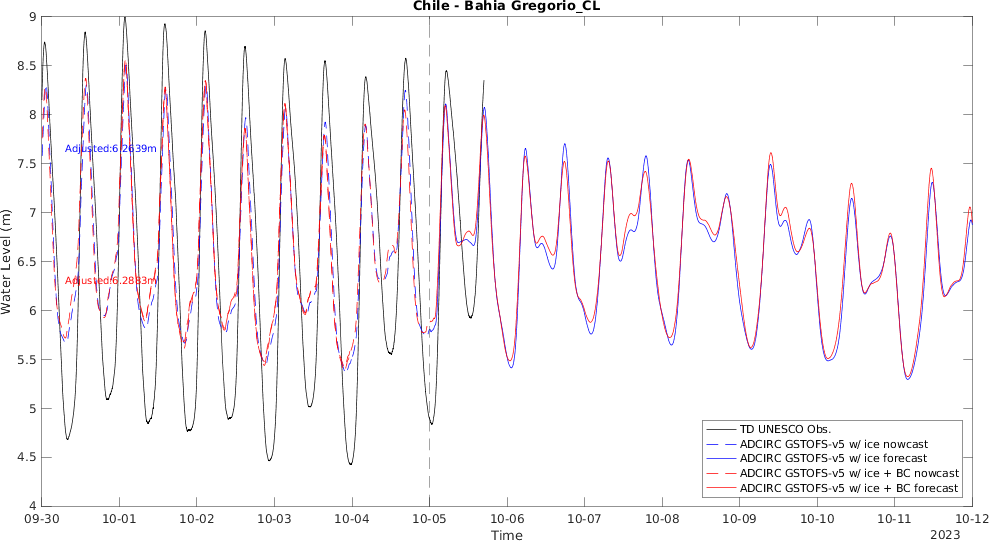 Chile - Bahia Gregorio_CL
9
8.5
8
7.5
7
6.5
6
5.5
5
4.5
4
Water Level (m)
Adjusted:6.2639m
Adjusted:6.2883m
TD UNESCO Obs.
ADCIRC GSTOFS-v5 w/ ice nowcast
ADCIRC GSTOFS-v5 w/ ice forecast
ADCIRC GSTOFS-v5 w/ ice + BC nowcast
ADCIRC GSTOFS-v5 w/ ice + BC forecast
09-30 10-01 10-02 10-03 10-04 10-05 10-06 10-07 10-08 10-09 10-10 10-11 10-12
Time
2023